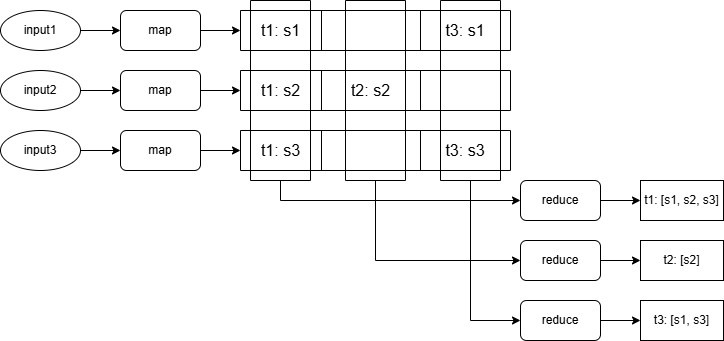 input1 map t1: s1 t3: s1
input2 map t1: s2 t2: s2
input3 map t1: s3 t3: s3
reduce t1: [s1, s2, s3]
reduce t2: [s2]
reduce t3: [s1, s3]